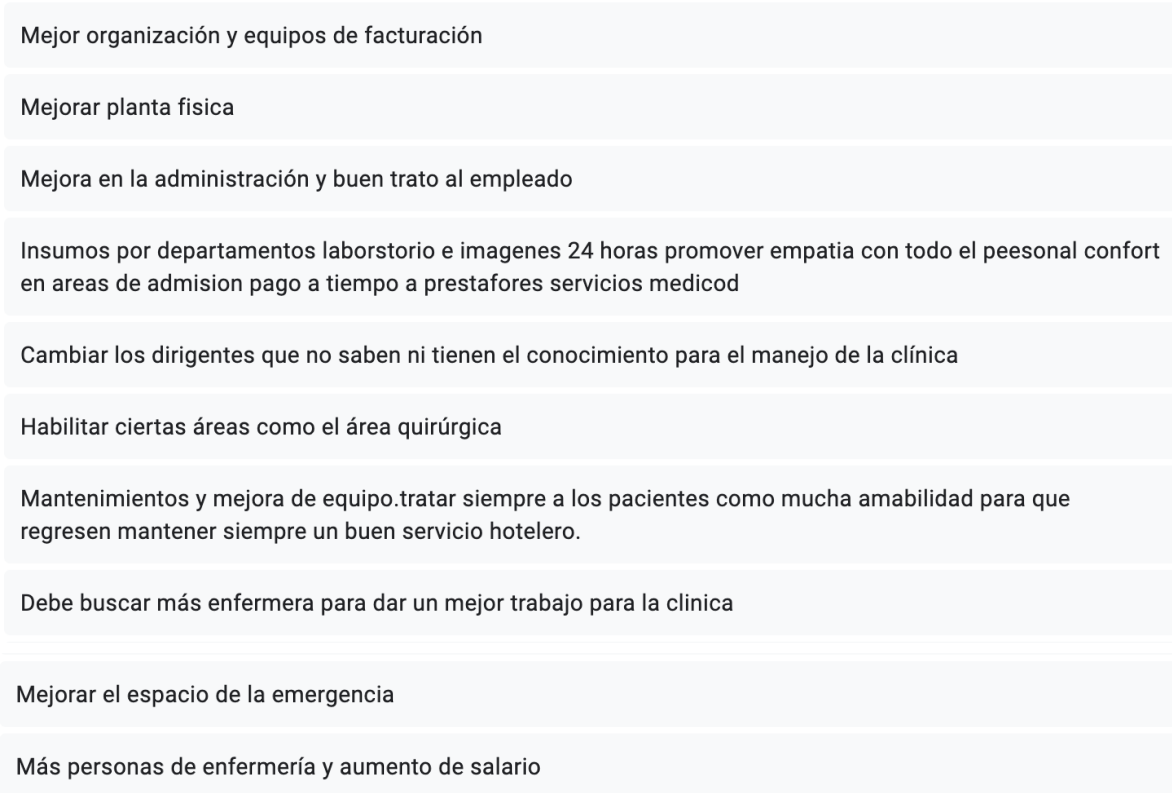 Mejor organización y equipos de facturación
Mejorar planta fisica
Mejora en la administración y buen trato al empleado
Insumos por departamentos laborstorio e imagenes 24 horas promover empatia con todo el peesonal confort
en areas de admision pago a tiempo a prestafores servicios medicod
Cambiar los dirigentes que no saben ni tienen el conocimiento para el manejo de la clínica
Habilitar ciertas áreas como el área quirúrgica
Mantenimientos y mejora de equipo.tratar siempre a los pacientes como mucha amabilidad para que
regresen mantener siempre un buen servicio hotelero.
Debe buscar más enfermera para dar un mejor trabajo para la clinica
Mejorar el espacio de la emergencia
Más personas de enfermería y aumento de salario